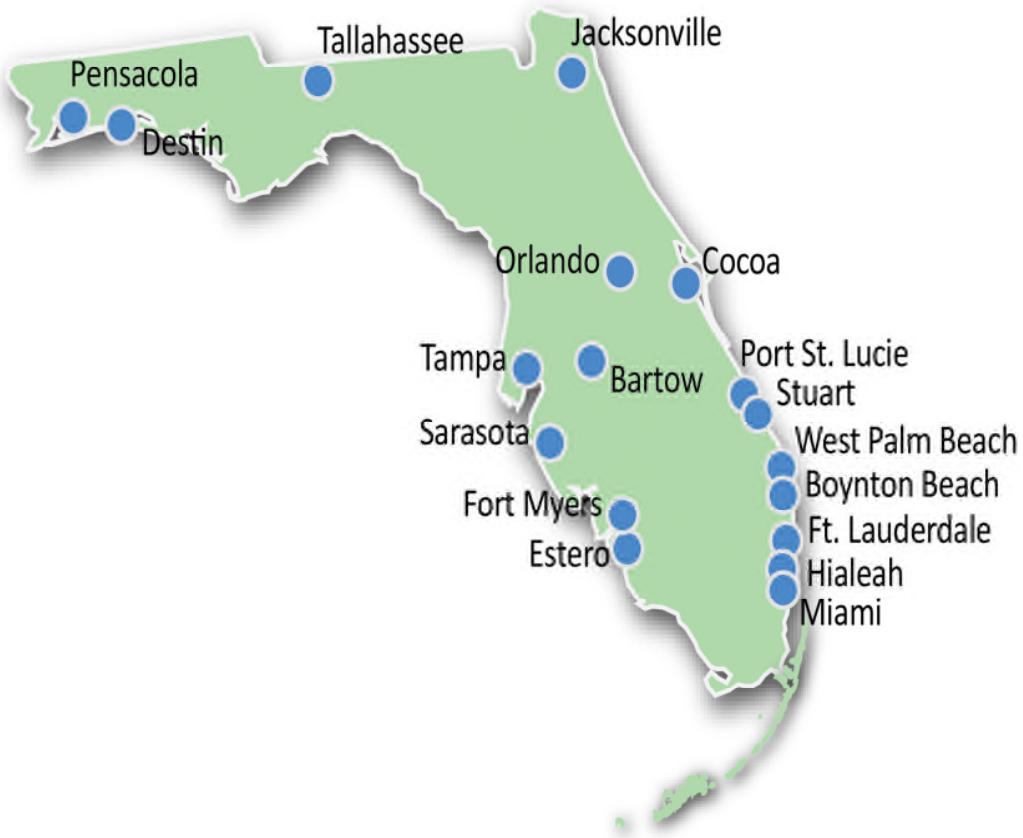 Jacksonville
Tallahassee
Pensacola
Destin
Orlando
Cocoa
Port St. Lucie
Tampa
Bartow
Stuart
Sarasota
West Palm Beach
Boynton Beach
Fort Myers
Ft. Lauderdale
Estero
Hialeah
Miami